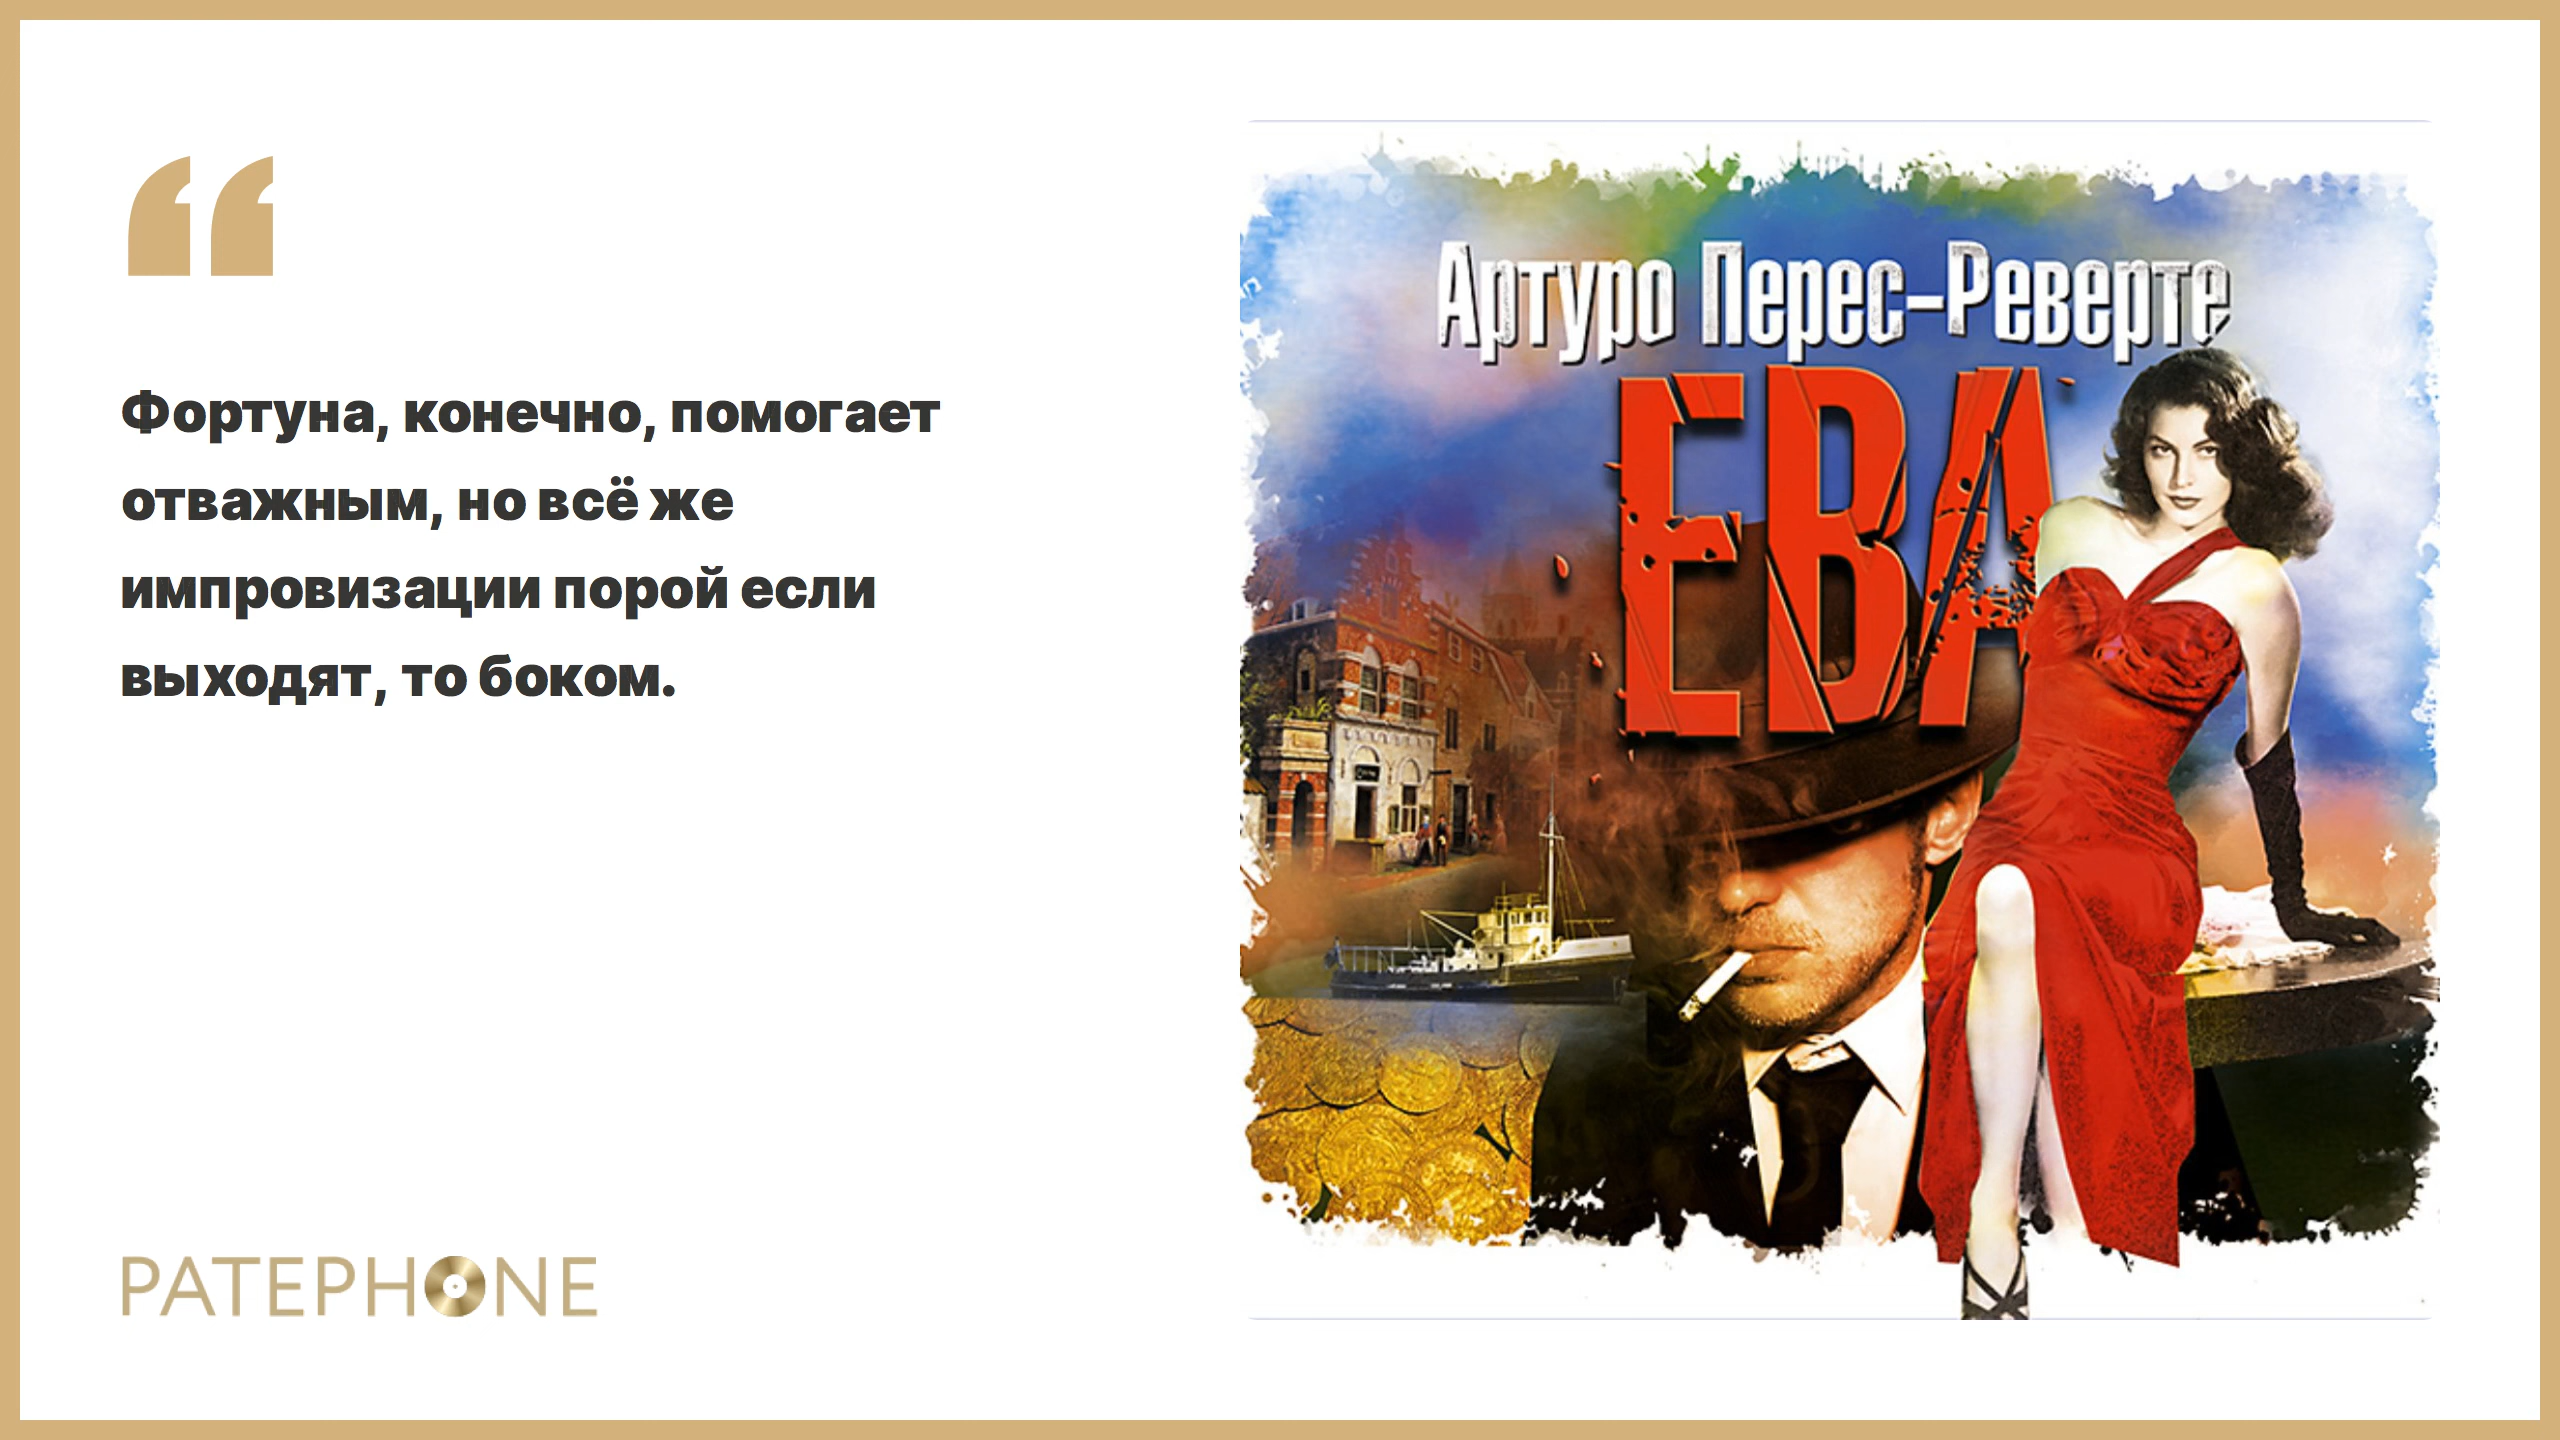 Фортуна, конечно, помогает
отважным, но всё же
импровизации порой если
выходят, то боком.
PATEPHONE
Артуро Перес-Реверте
ЕВА